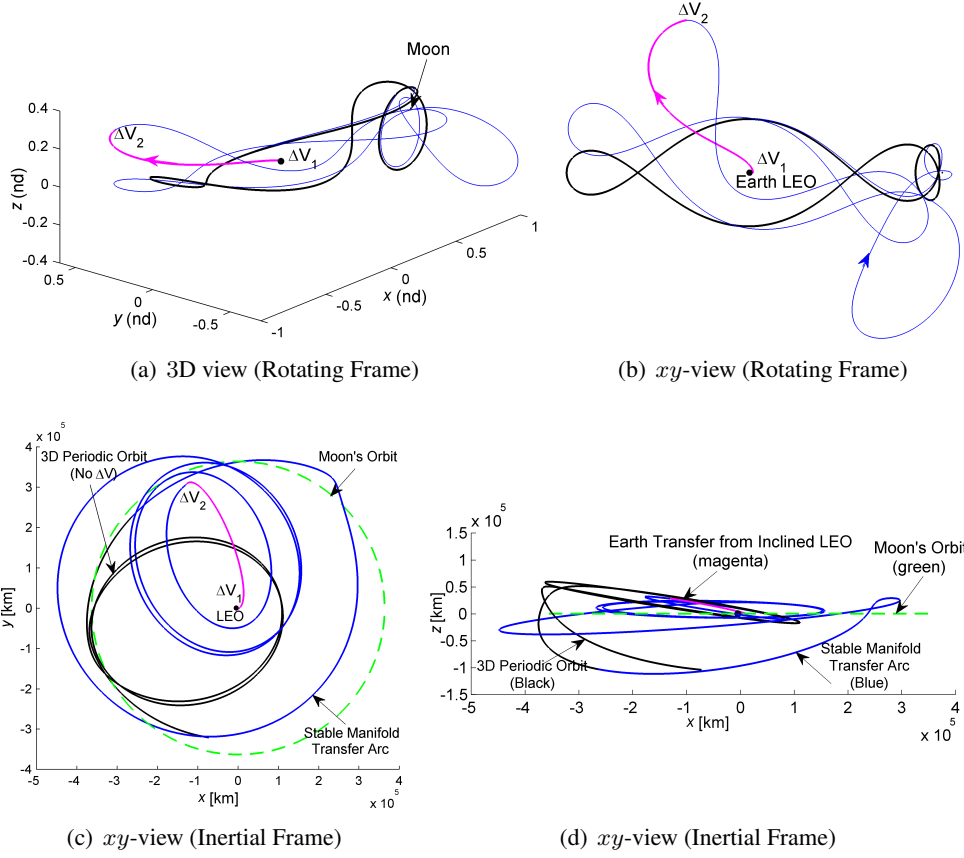 Moon
ΔV2
ΔV1
0.4
0.2
0
-0.2
-0.4
z (nd)
0.5
0
-0.5
y (nd)
-1
-0.5
0
0.5
1
x (nd)
(a) 3D view (Rotating Frame)
ΔV2
ΔV1
Earth LEO
(b) xy-view (Rotating Frame)
x 10^5
4
3
2
1
0
-1
-2
-3
-4
y [km]
3D Periodic Orbit
(No ΔV)
Moon's Orbit
ΔV2
ΔV1
LEO
Stable Manifold
Transfer Arc
-5 -4 -3 -2 -1 0 1 2 3 4
x [km]
x 10^5
(c) xy-view (Inertial Frame)
x 10^5
1.5
1
0.5
0
-0.5
-1
-1.5
z [km]
Earth Transfer from Inclined LEO
(magenta)
Moon's Orbit
(green)
3D Periodic Orbit
(Black)
Stable Manifold
Transfer Arc
(Blue)
-5 -4 -3 -2 -1 0 1 2 3 4
x [km]
x 10^5
(d) xy-view (Inertial Frame)